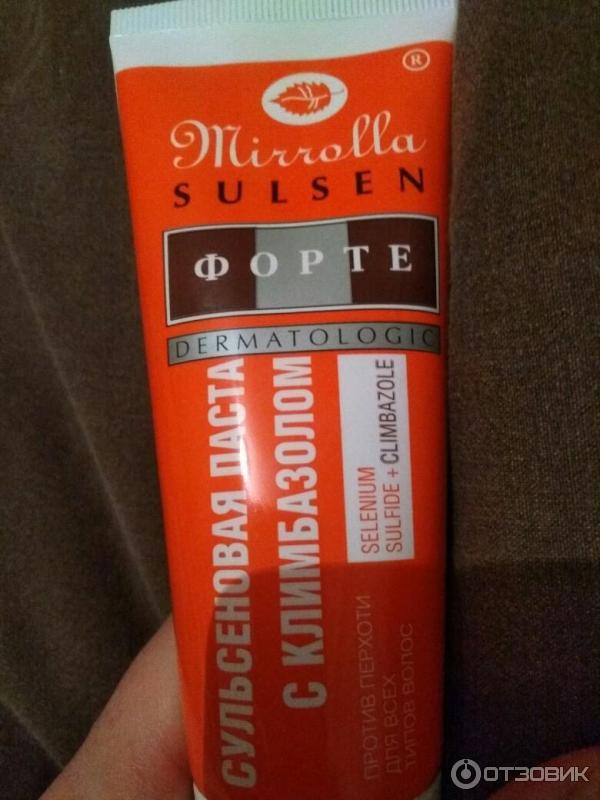 ®
Mirrolla
SULSEN
ФОРТЕ
DERMATOLOGIC
СУЛЬСЕНОВАЯ ПАСТА
С КЛИМБАЗОЛОМ
SELENIUM
SULFIDE + CLIMBAZOLE
ПРОТИВ ПЕРХОТИ
ДЛЯ ВСЕХ
ТИПОВ ВОЛОС
ОТЗОВИК